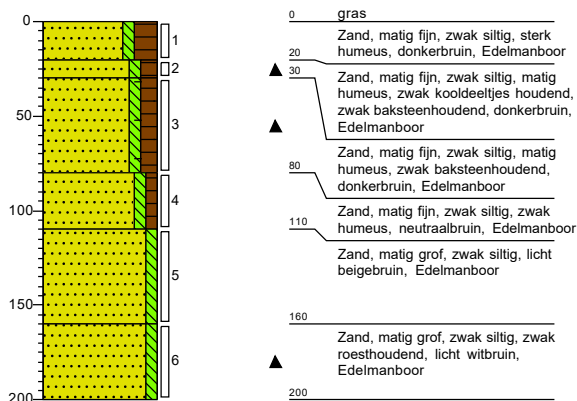 0
50
100
150
200
1
2
3
4
5
6
0
gras
Zand, matig fijn, zwak siltig, sterk
humeus, donkerbruin, Edelmanboor
20
Zand, matig fijn, zwak siltig, matig
humeus, zwak kooldeeltjes houdend,
zwak baksteenhoudend, donkerbruin,
Edelmanboor
30
Zand, matig fijn, zwak siltig, matig
humeus, zwak baksteenhoudend,
donkerbruin, Edelmanboor
80
Zand, matig fijn, zwak siltig, zwak
humeus, neutraalbruin, Edelmanboor
110
Zand, matig grof, zwak siltig, licht
beigebruin, Edelmanboor
160
Zand, matig grof, zwak siltig, zwak
roesthoudend, licht witbruin,
Edelmanboor
200